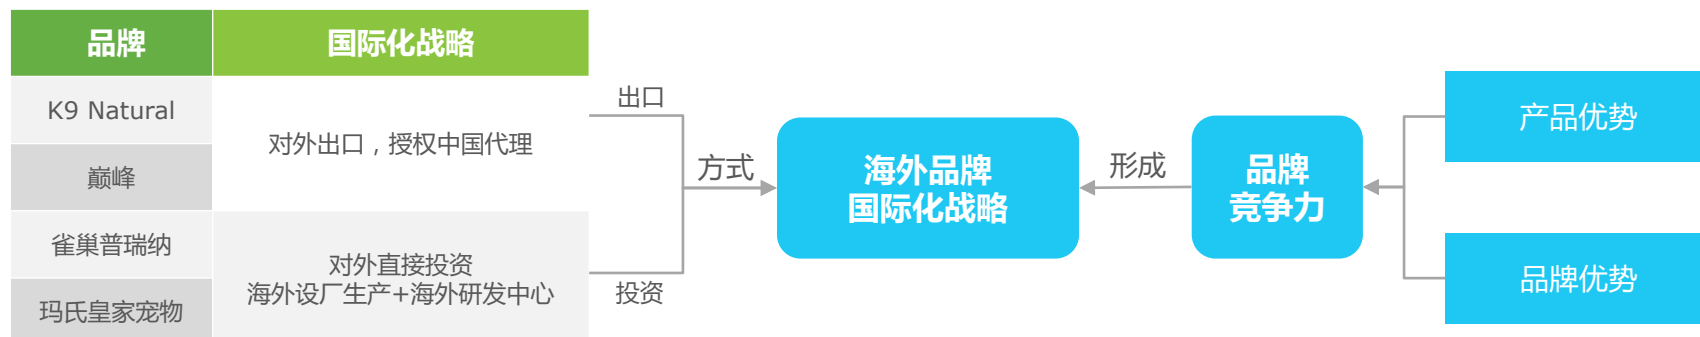 品牌
国际化战略
K9 Natural
巅峰
对外出口，授权中国代理
雀巢普瑞纳
玛氏皇家宠物
对外直接投资
海外设厂生产+海外研发中心
出口
投资
方式
海外品牌
国际化战略
形成
品牌
竞争力
产品优势
品牌优势